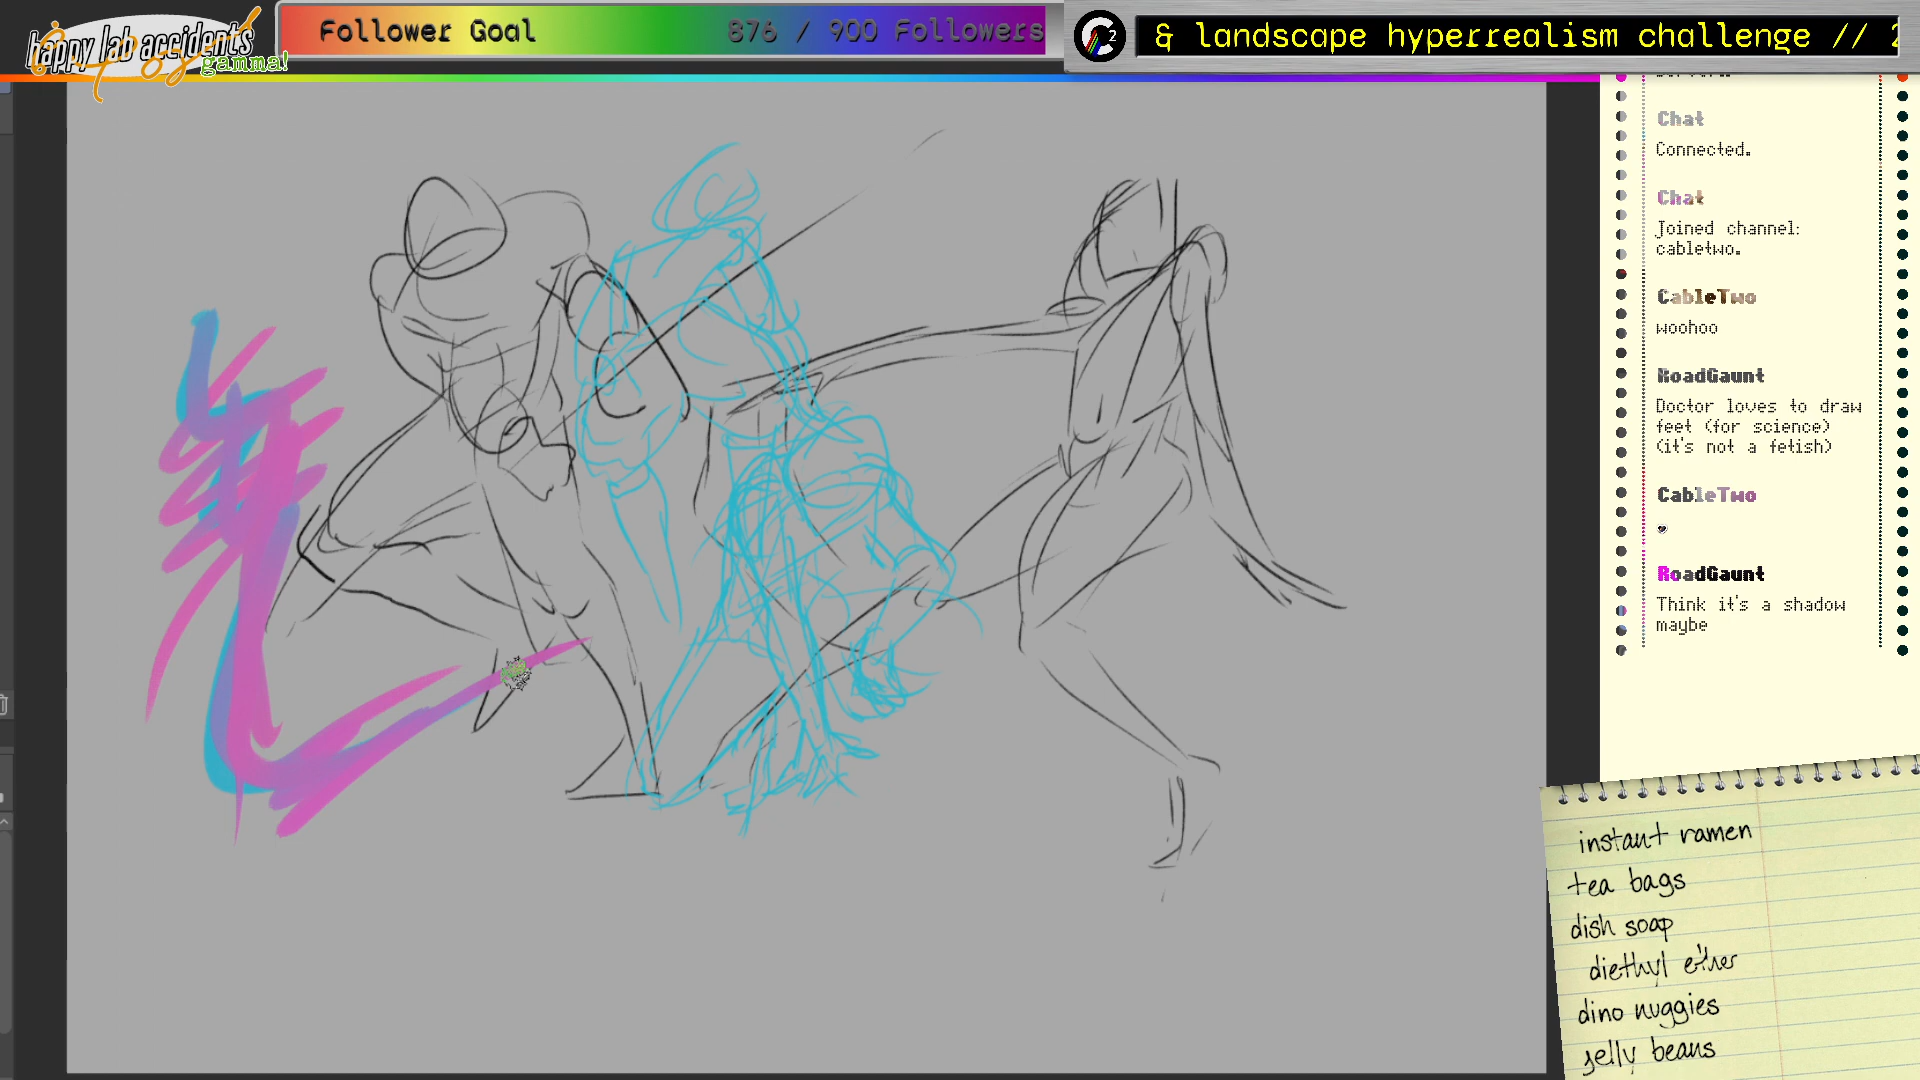 happy lab accidents
gamma!
Follower Goal
876 / 900 Followers
& landscape hyperrealism challenge //
Chat
Connected.
Chat
Joined channel:
cabletwo.
CableTwo
woohoo
RoadGaunt
Doctor loves to draw
feet (for science)
(it's not a fetish)
CableTwo
RoadGaunt
Think it's a shadow
maybe
instant ramen
tea bags
dish soap
diethyl ether
dino nuggies
jelly beans